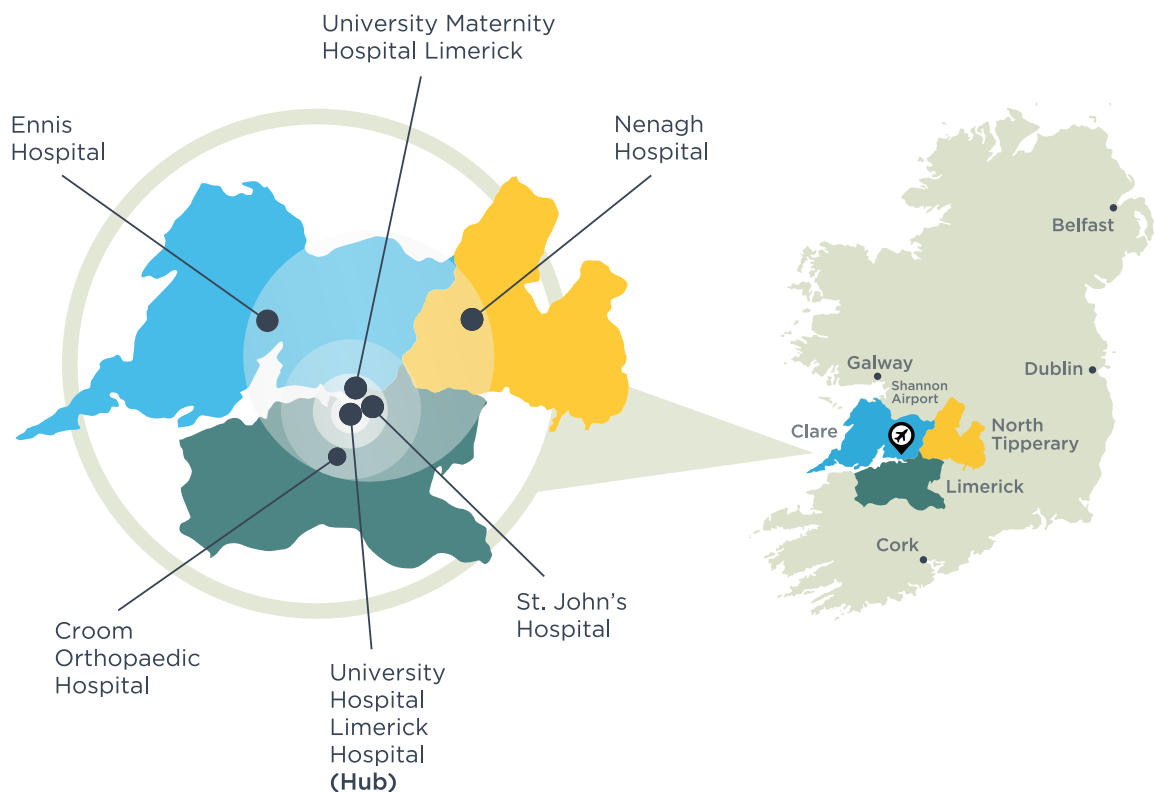 University Maternity
Hospital Limerick
Ennis
Hospital
Nenagh
Hospital
Croom
Orthopaedic
Hospital
University
Hospital
Limerick
Hospital
(Hub)
St. John's
Hospital
Belfast
Galway
Shannon
Airport
Dublin
Clare
North
Tipperary
Limerick
Cork